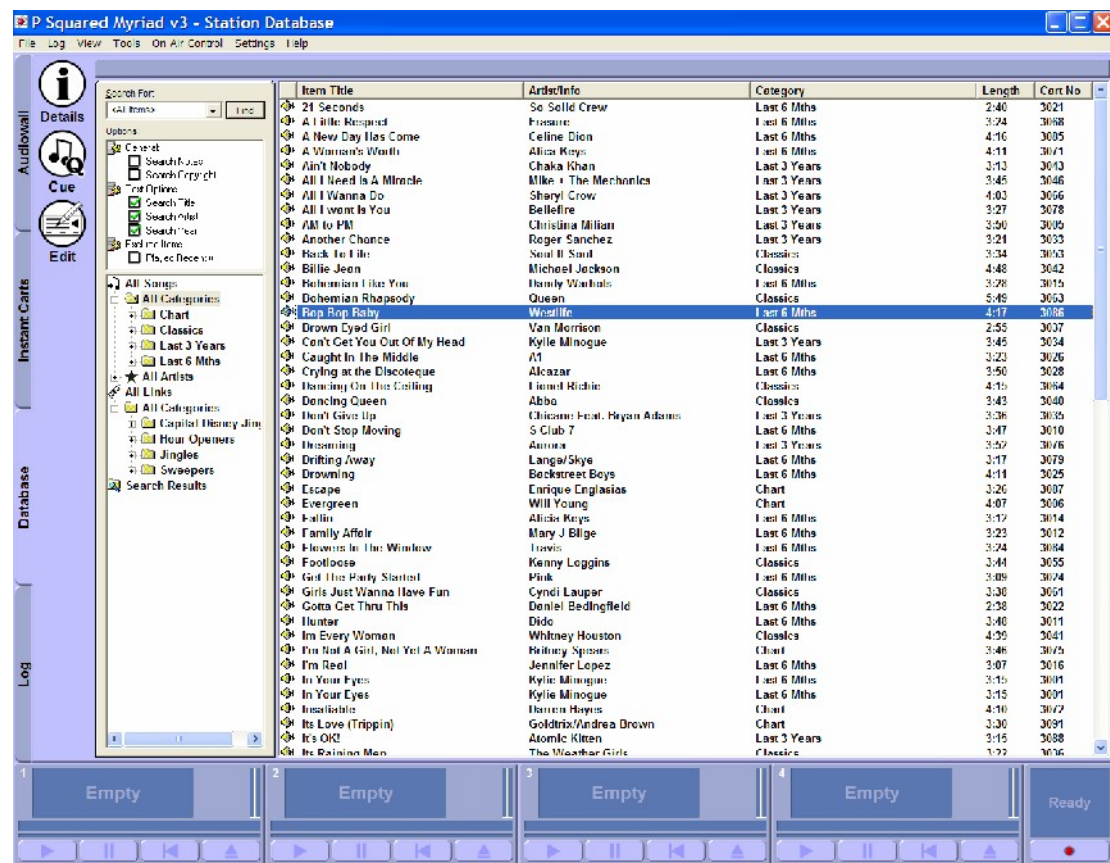 P Squared Myriad v3 - Station Database
File Log View Tools On Air Control Settings Help
Audiowall
Instant Carts
Database
Log
Details
Cue
Edit
Search For:
<All Items> Find
Options
General
Search Notes
Search Copyright
Text Options
Search Title
Search Artist
Search Year
Exclude Items
Played Recently
All Songs
All Categories
Chart
Classics
Last 3 Years
Last 6 Mths
All Artists
All Links
All Categories
Capital Disney Jing
Hour Openers
Jingles
Sweepers
Search Results
Item Title Artist/Info Category Length Cart No
21 Seconds So Solid Crew Last 6 Mths 2:40 3021
A Little Respect Erasure Last 6 Mths 3:24 3068
A New Day Has Come Celine Dion Last 6 Mths 4:16 3085
A Woman's Worth Alica Keys Last 6 Mths 4:11 3071
Ain't Nobody Chaka Khan Last 3 Years 3:13 3043
All I Need Is A Miracle Mike + The Mechanics Last 3 Years 3:45 3046
All I Wanna Do Sheryl Crow Last 3 Years 4:03 3066
All I want Is You Bellefire Last 3 Years 3:27 3078
AM to PM Christina Milian Last 3 Years 3:50 3005
Another Chance Roger Sanchez Last 3 Years 3:21 3033
Back To Life Soul II Soul Classics 3:34 3053
Billie Jean Michael Jackson Classics 4:48 3042
Bohemian Like You Dandy Warhols Last 6 Mths 3:28 3015
Bohemian Rhapsody Queen Classics 5:49 3063
Bop Bop Baby Westlife Last 6 Mths 4:17 3086
Brown Eyed Girl Van Morrison Classics 2:55 3037
Can't Get You Out Of My Head Kylie Minogue Last 3 Years 3:45 3034
Caught In The Middle A1 Last 6 Mths 3:23 3026
Crying at the Discoteque Alcazar Last 6 Mths 3:50 3028
Dancing On The Ceiling Lionel Richie Classics 4:15 3064
Dancing Queen Abba Classics 3:43 3040
Don't Give Up Chicane Feat. Bryan Adams Last 3 Years 3:36 3035
Don't Stop Moving S Club 7 Last 6 Mths 3:47 3010
Dreaming Aurora Last 3 Years 3:52 3076
Drifting Away Lange/Skye Last 6 Mths 3:17 3079
Drowning Backstreet Boys Last 6 Mths 4:11 3025
Escape Enrique Englasias Chart 3:26 3087
Evergreen Will Young Chart 4:07 3006
Fallin Alicia Keys Last 6 Mths 3:12 3014
Family Affair Mary J Blige Last 6 Mths 3:23 3012
Flowers In The Window Travis Last 6 Mths 3:24 3084
Footloose Kenny Loggins Classics 3:44 3055
Get The Party Started Pink Last 6 Mths 3:09 3024
Girls Just Wanna Have Fun Cyndi Lauper Classics 3:38 3061
Gotta Get Thru This Daniel Bedingfield Last 6 Mths 2:38 3022
Hunter Dido Last 6 Mths 3:48 3011
Im Every Woman Whitney Houston Classics 4:39 3041
I'm Not A Girl, Not Yet A Woman Britney Spears Chart 3:46 3075
I'm Real Jennifer Lopez Last 6 Mths 3:07 3016
In Your Eyes Kylie Minogue Last 6 Mths 3:15 3001
In Your Eyes Kylie Minogue Last 6 Mths 3:15 3001
Insatiable Darren Hayes Chart 4:10 3072
Its Love (Trippin) Goldtrix/Andrea Brown Chart 3:30 3091
It's OK! Atomic Kitten Last 3 Years 3:15 3088
Its Raining Men The Weather Girls Classics 3:22 3036
1 Empty
2 Empty
3 Empty
4 Empty
Ready